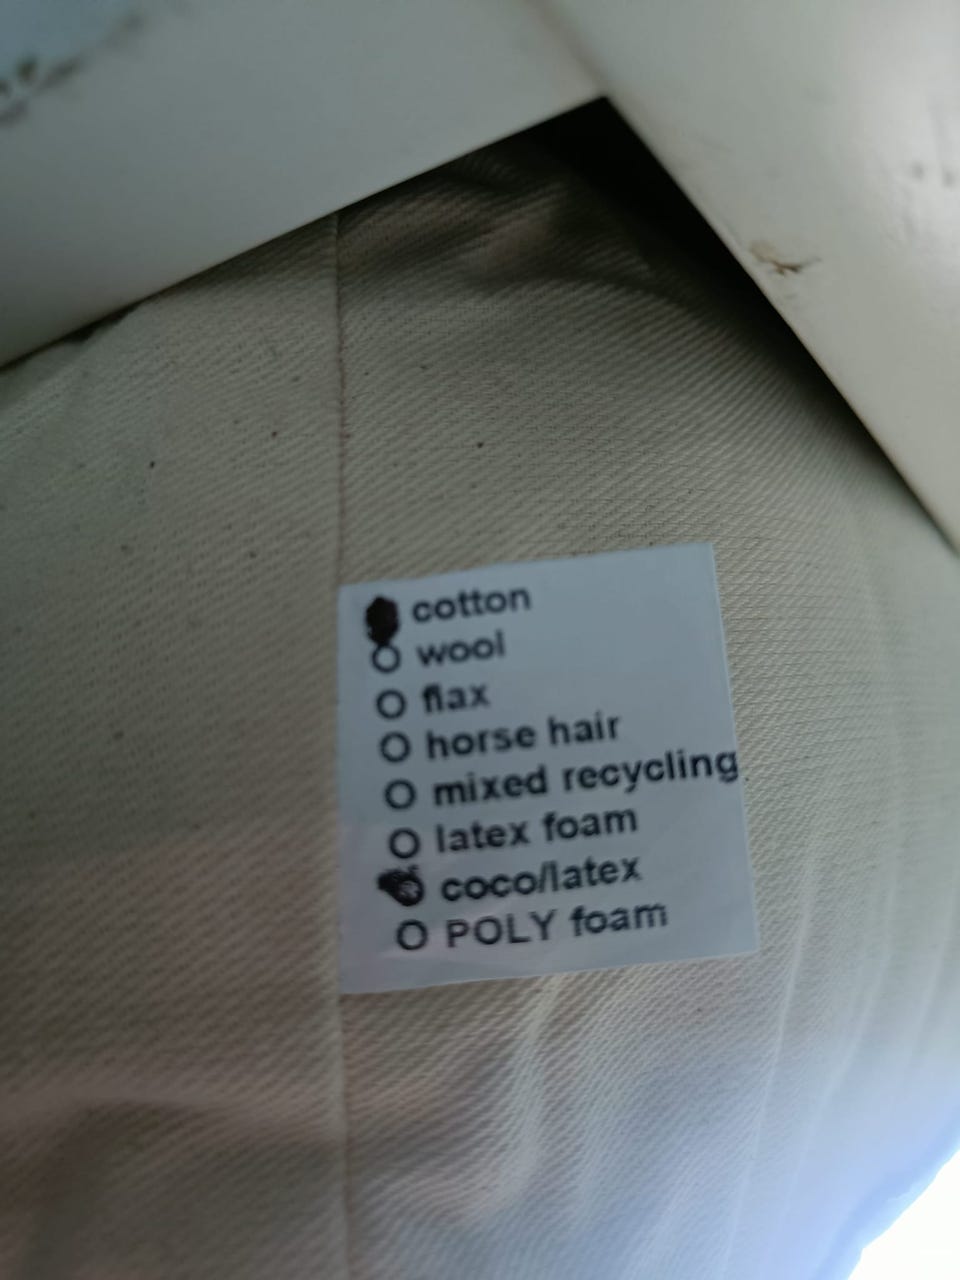 cotton
wool
flax
horse hair
mixed recycling
latex foam
coco/latex
POLY foam